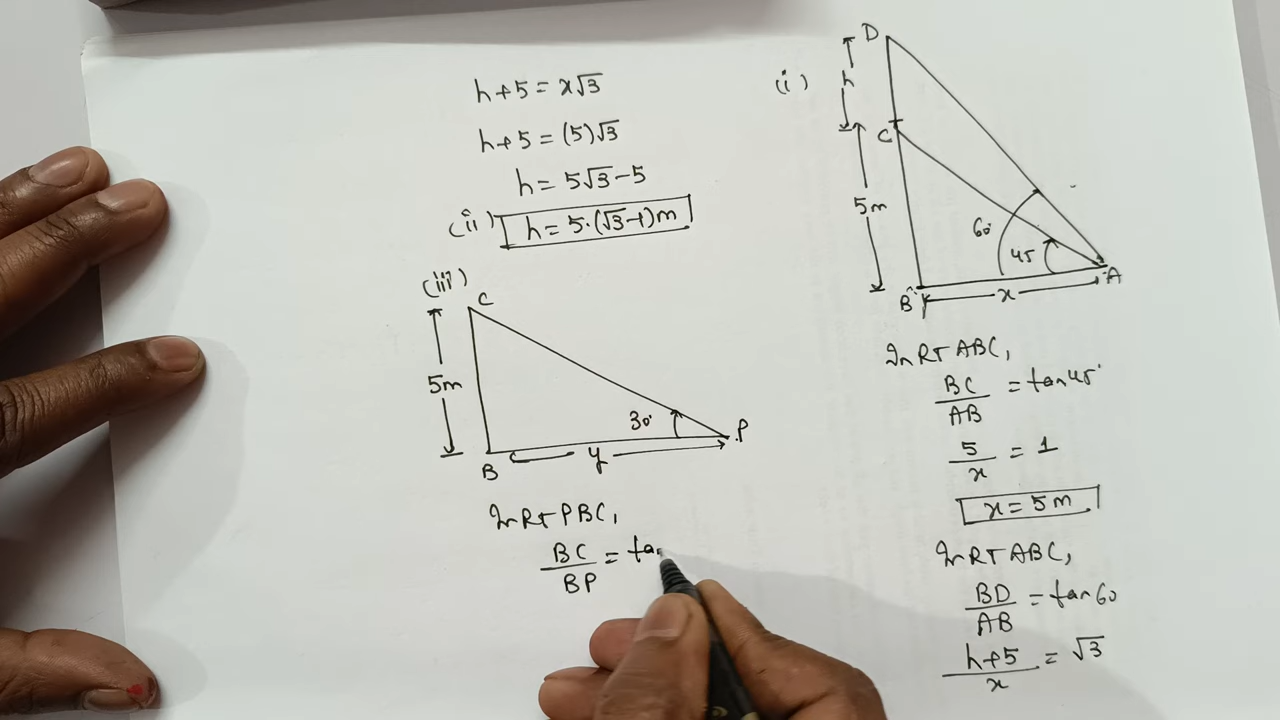 h+5 = x√3
h+5 = (5)√3
h = 5√3-5
(ii) h = 5·(√3-1)m
(iii)
C
5m
30°
P
B
y
In Rt PBC,
BC/BP = tan
(i)
D
h
C
5m
60°
45
A
B
x
In Rt ABC,
BC/AB = tan45°
5/x = 1
x = 5m
In Rt ABC,
BD/AB = tan60
h+5/x = √3